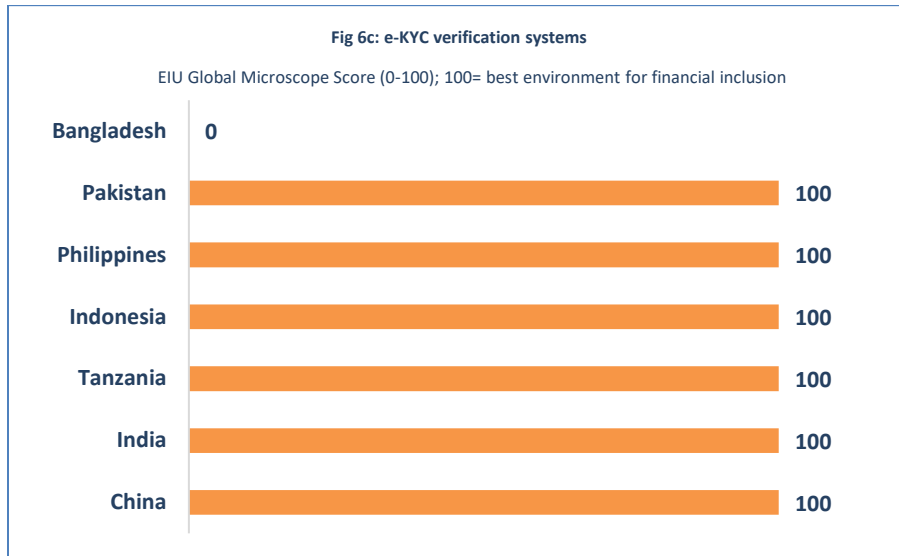 Fig 6c: e-KYC verification systems
EIU Global Microscope Score (0-100); 100= best environment for financial inclusion
Bangladesh 0
Pakistan 100
Philippines 100
Indonesia 100
Tanzania 100
India 100
China 100